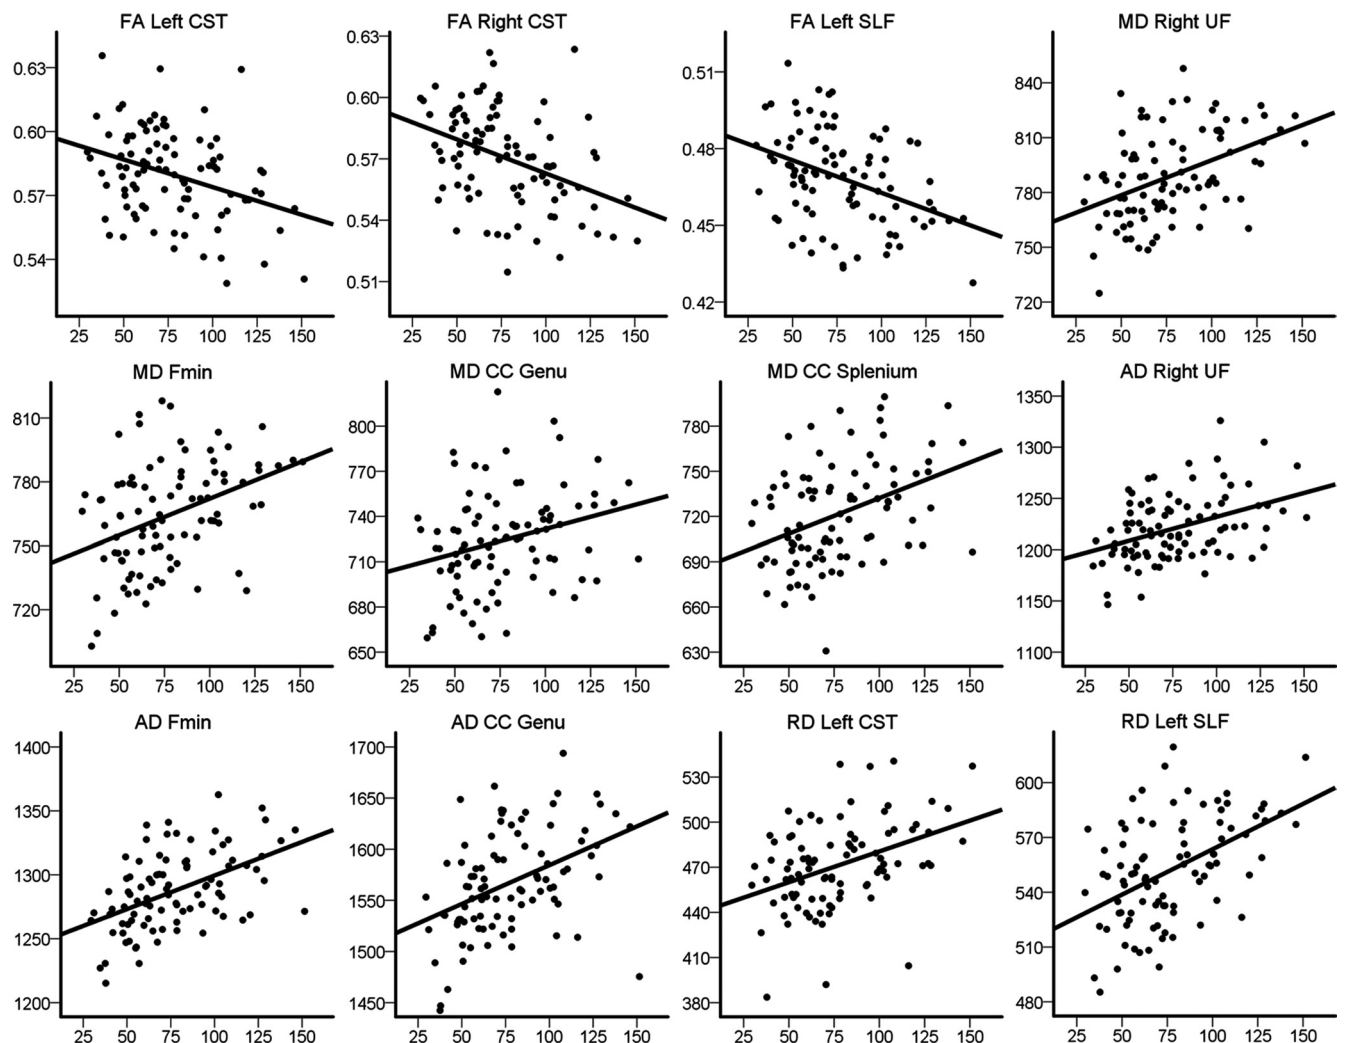 FA Left CST
FA Right CST
FA Left SLF
MD Right UF
0.63
0.60
0.57
0.54
25 50 75 100 125 150
0.63
0.60
0.57
0.54
0.51
25 50 75 100 125 150
0.51
0.48
0.45
0.42
25 50 75 100 125 150
840
810
780
750
720
25 50 75 100 125 150
MD Fmin
MD CC Genu
MD CC Splenium
AD Right UF
810
780
750
720
25 50 75 100 125 150
800
770
740
710
680
650
25 50 75 100 125 150
780
750
720
690
660
630
25 50 75 100 125 150
1350
1300
1250
1200
1150
1100
25 50 75 100 125 150
AD Fmin
AD CC Genu
RD Left CST
RD Left SLF
1400
1350
1300
1250
1200
25 50 75 100 125 150
1700
1650
1600
1550
1500
1450
25 50 75 100 125 150
530
500
470
440
410
380
25 50 75 100 125 150
600
570
540
510
480
25 50 75 100 125 150